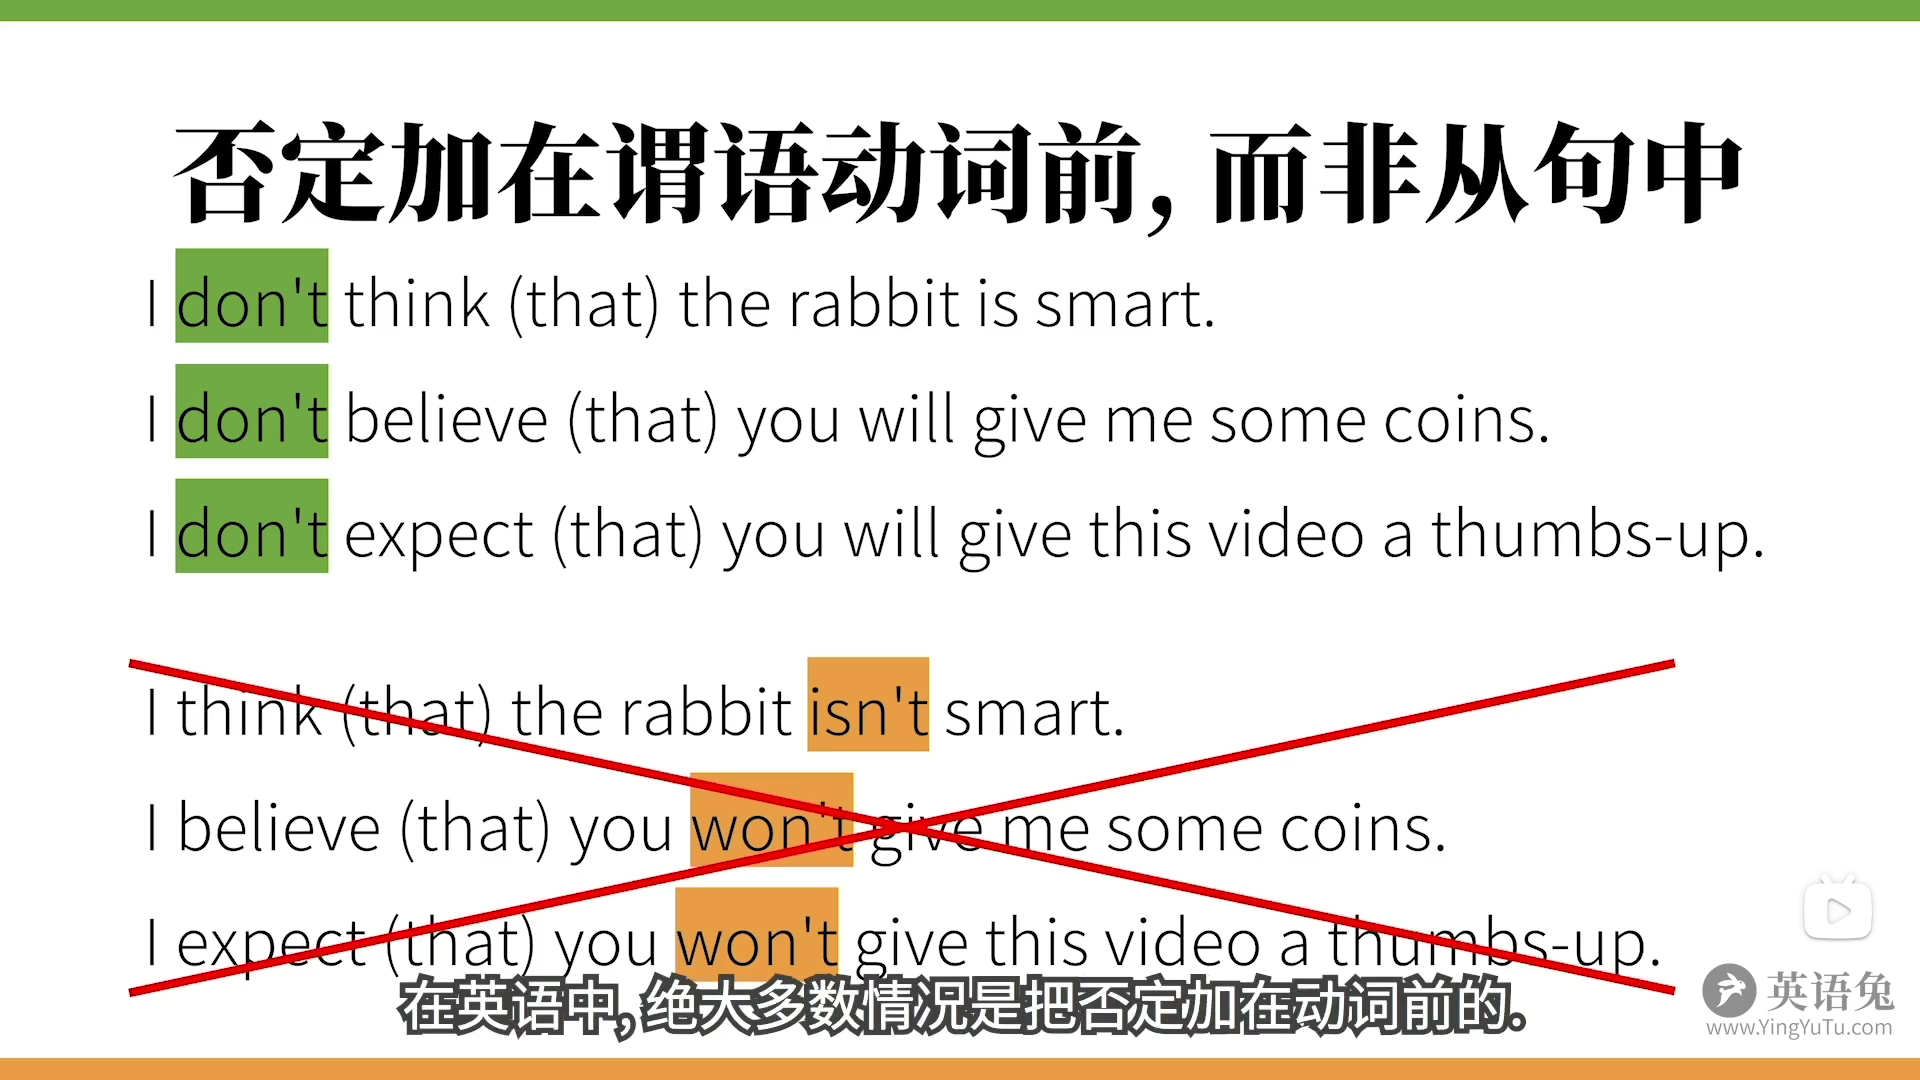 否定加在谓语动词前, 而非从句中
I don't think (that) the rabbit is smart.
I don't believe (that) you will give me some coins.
I don't expect (that) you will give this video a thumbs-up.
I think (that) the rabbit isn't smart.
I believe (that) you won't give me some coins.
I expect (that) you won't give this video a thumbs-up.
在英语中, 绝大多数情况是把否定加在动词前的.
英语兔
www.YingYuTu.com